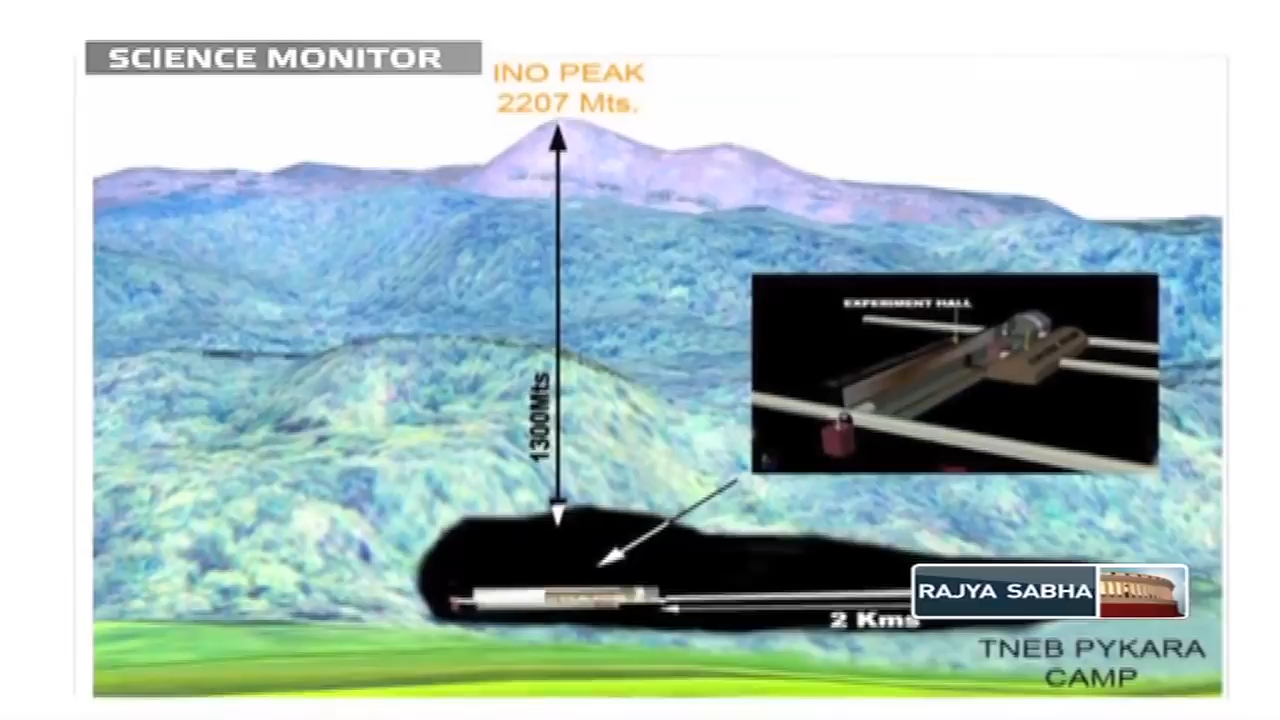 SCIENCE MONITOR
INO PEAK
2207 Mts.
1300Mts
EXPERIMENT HALL
RAJYA SABHA
2 Kms
TNEB PYKARA
CAMP